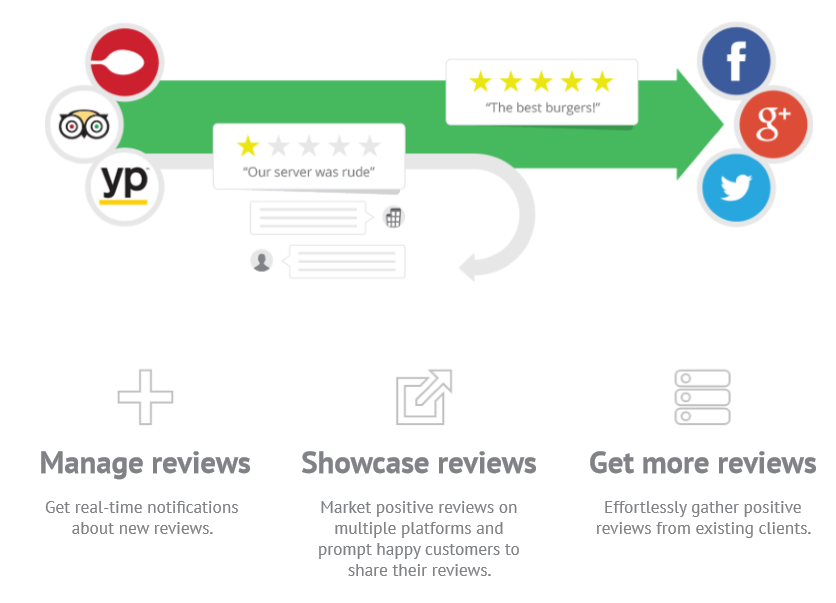 f
"The best burgers!"
g+
"Our server was rude"
yp
Manage reviews
Showcase reviews
Get more reviews
Get real-time notifications
about new reviews.
Market positive reviews on
multiple platforms and
prompt happy customers to
share their reviews.
Effortlessly gather positive
reviews from existing clients.